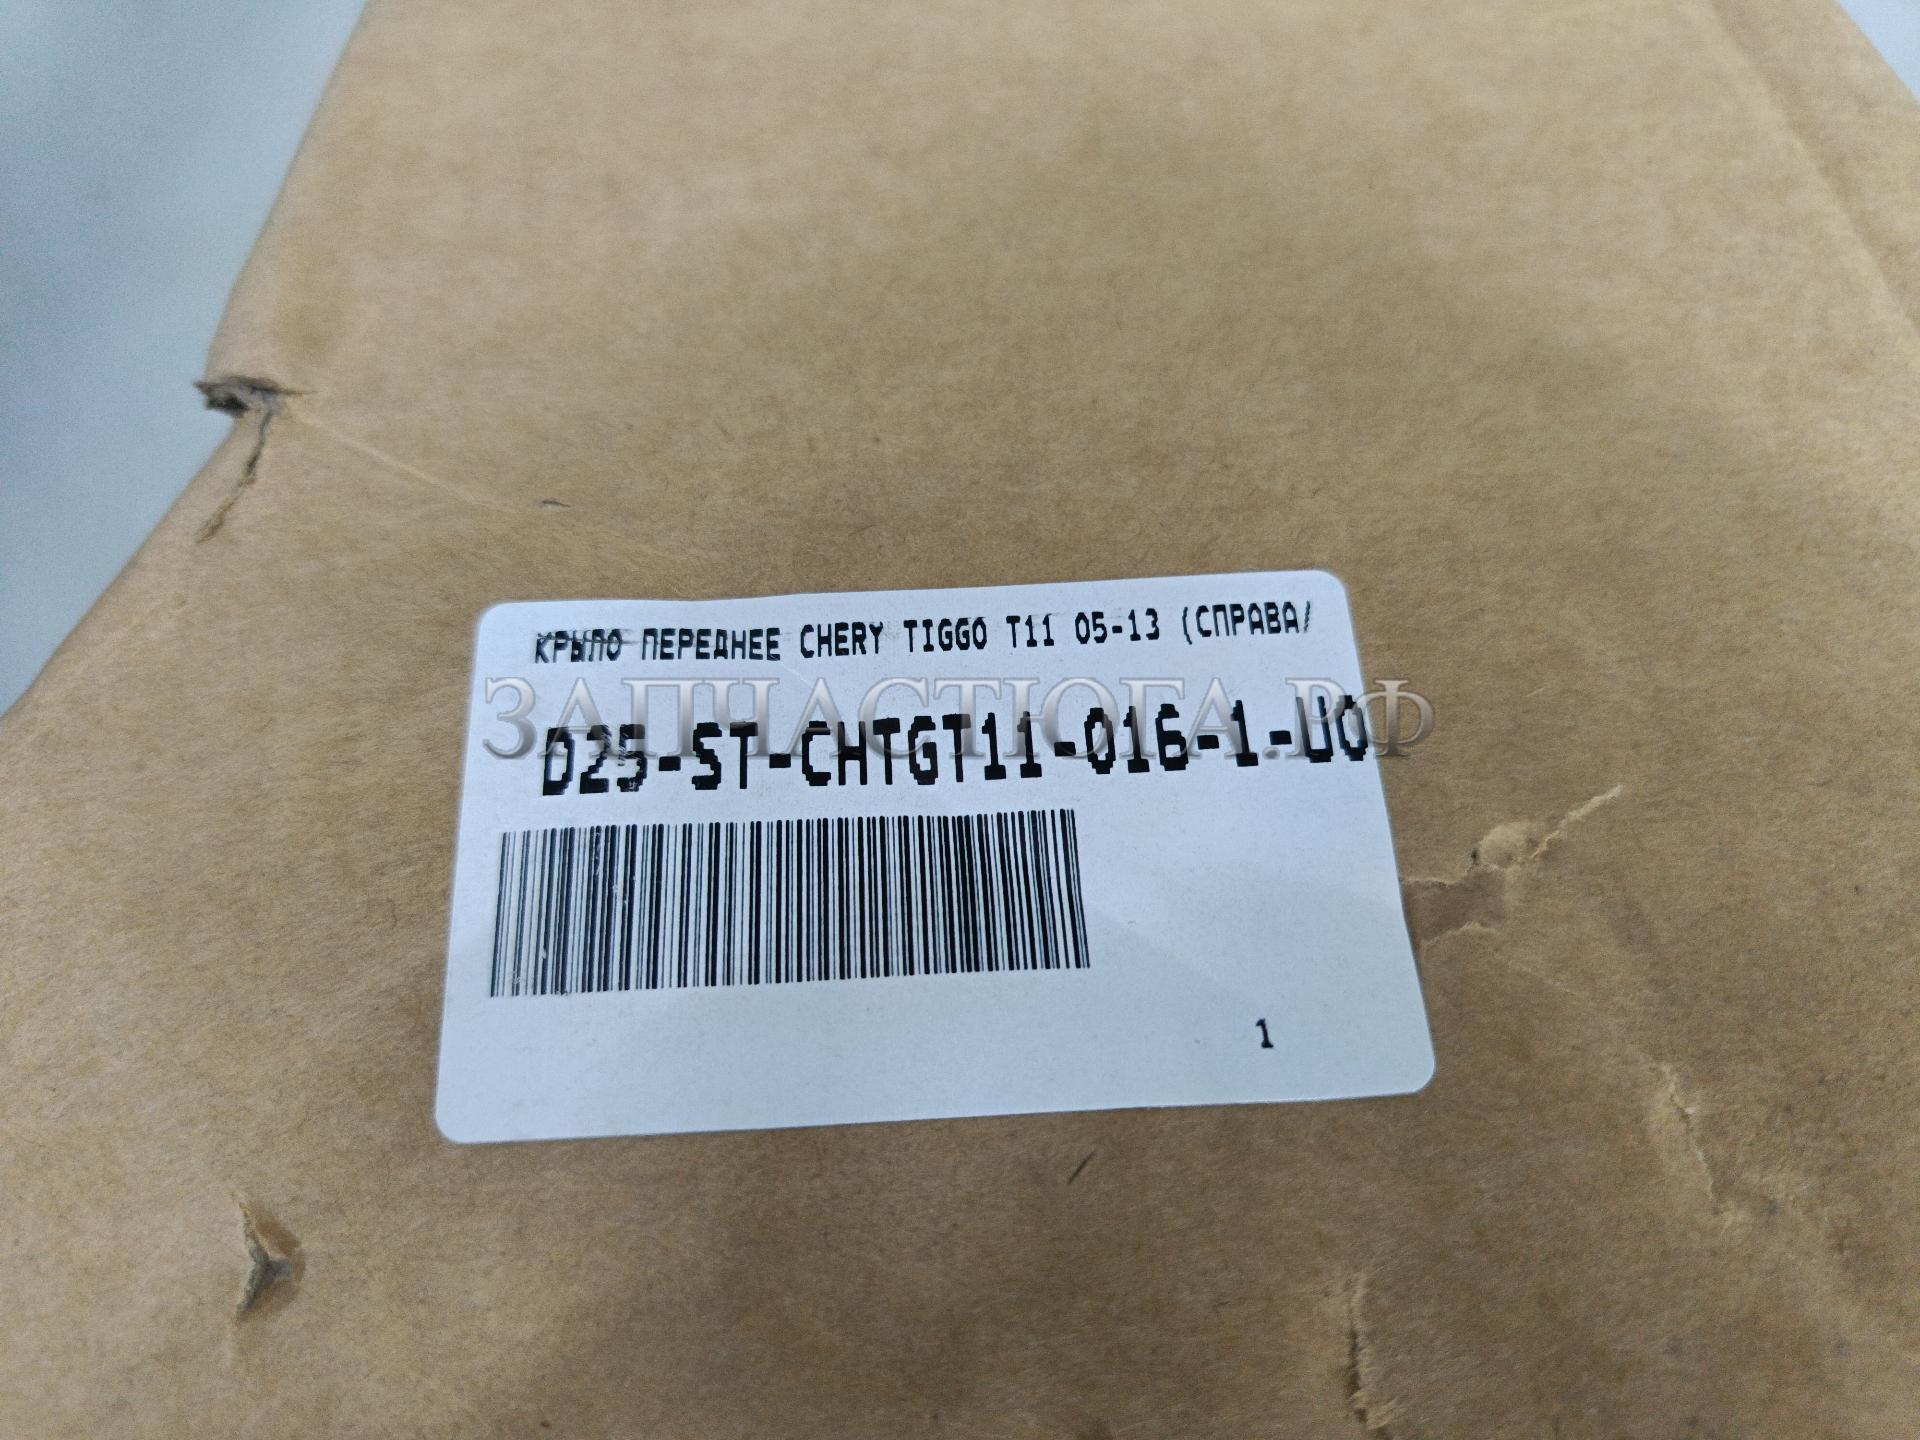 КРЫЛО ПЕРЕДНЕЕ CHERY TIGGO T11 05-13 (СПРАВА/
ЗАПЧАСТЮГА.РФ
D25-ST-CHTGT11-016-1-U0
1